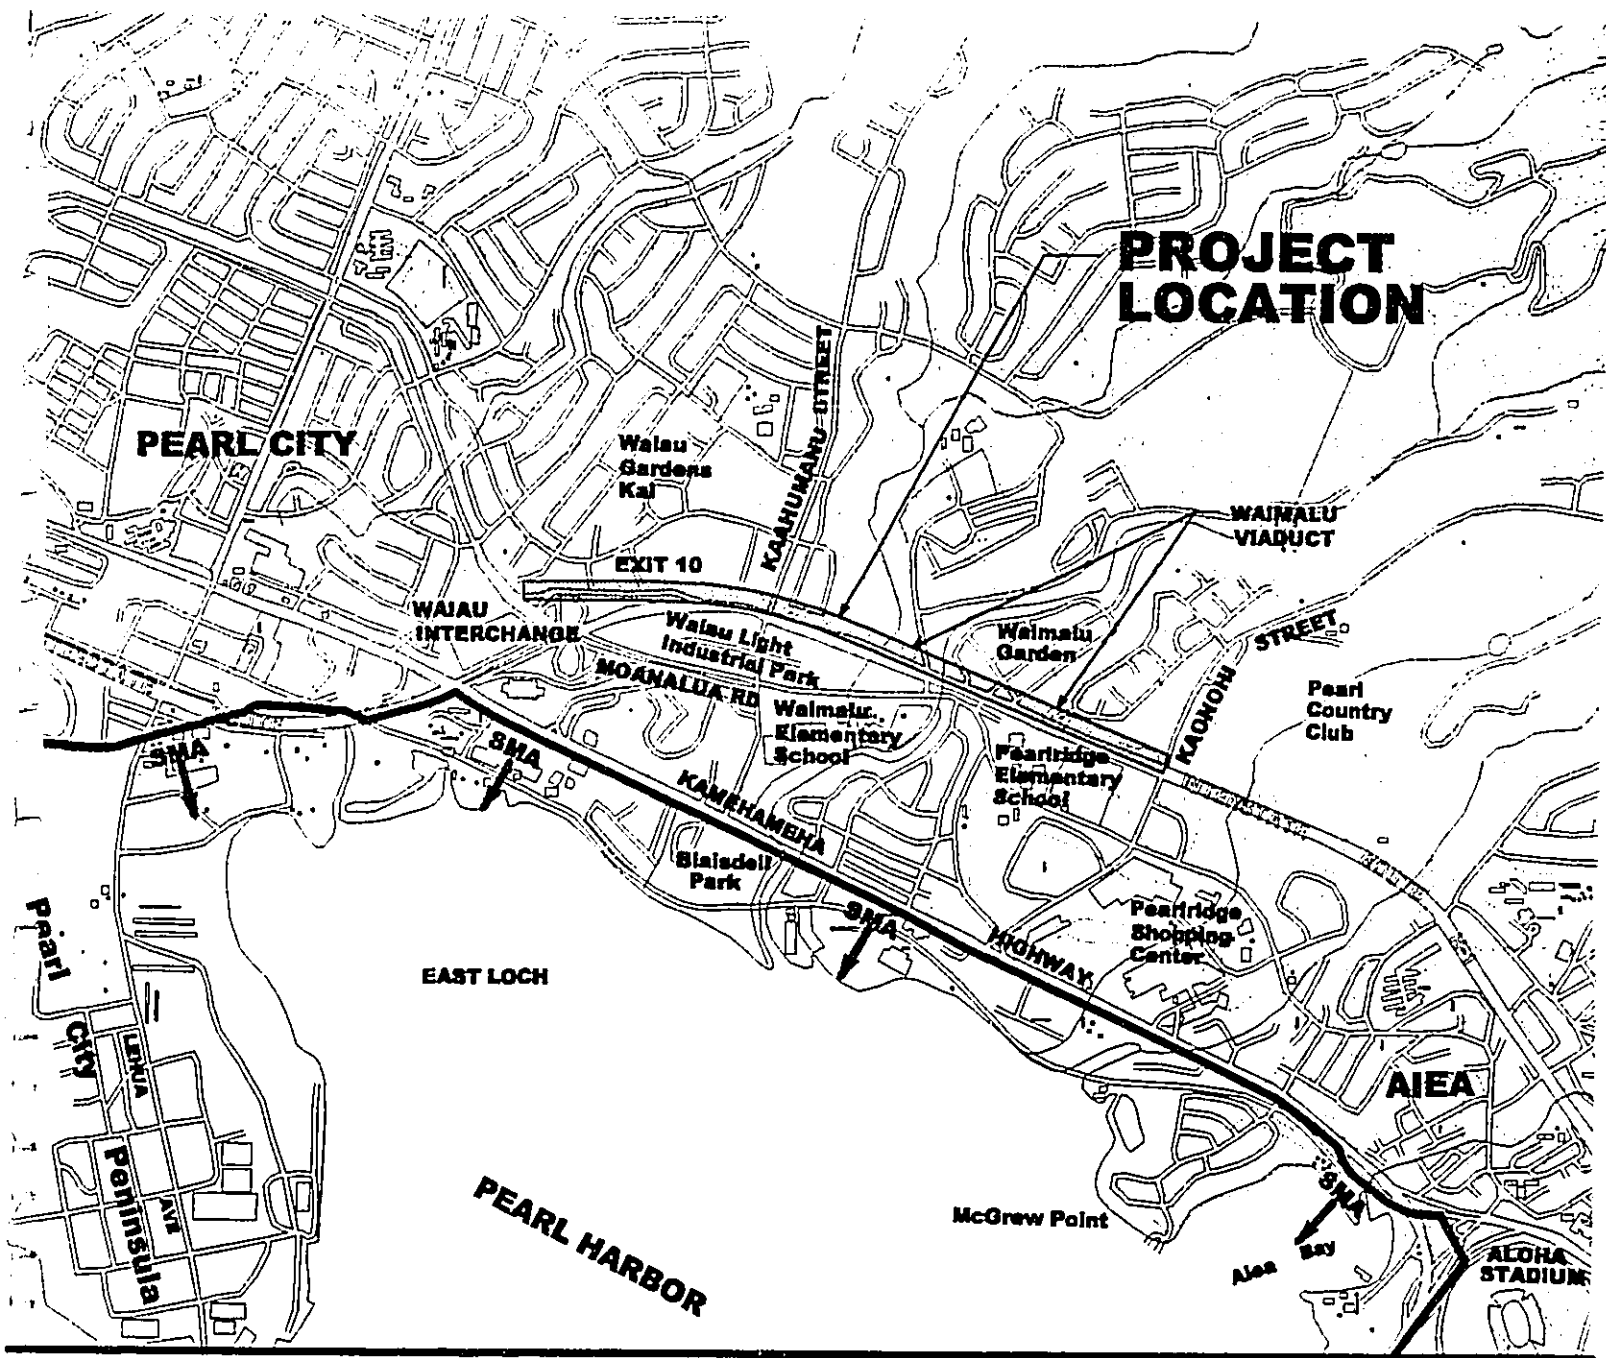 PROJECT
LOCATION
PEARL CITY
Waiau
Gardens
Kai
KAAHUMANU STREET
WAIMALU
VIADUCT
EXIT 10
WAIAU
INTERCHANGE
Waiau Light
Industrial Park
MOANALUA RD
Waimalu
Garden
KAONOHI
STREET
Waimalu
Elementary
School
Pearl
Country
Club
Pearlridge
Elementary
School
SMA
SMA
KAMEHAMEHA
HIGHWAY
Blaisdell
Park
SMA
Pearlridge
Shopping
Center
Pearl
City
Peninsula
LEHUA
AVE
EAST LOCH
AIEA
PEARL HARBOR
McGrew Point
SMA
Aiea Bay
ALOHA
STADIUM